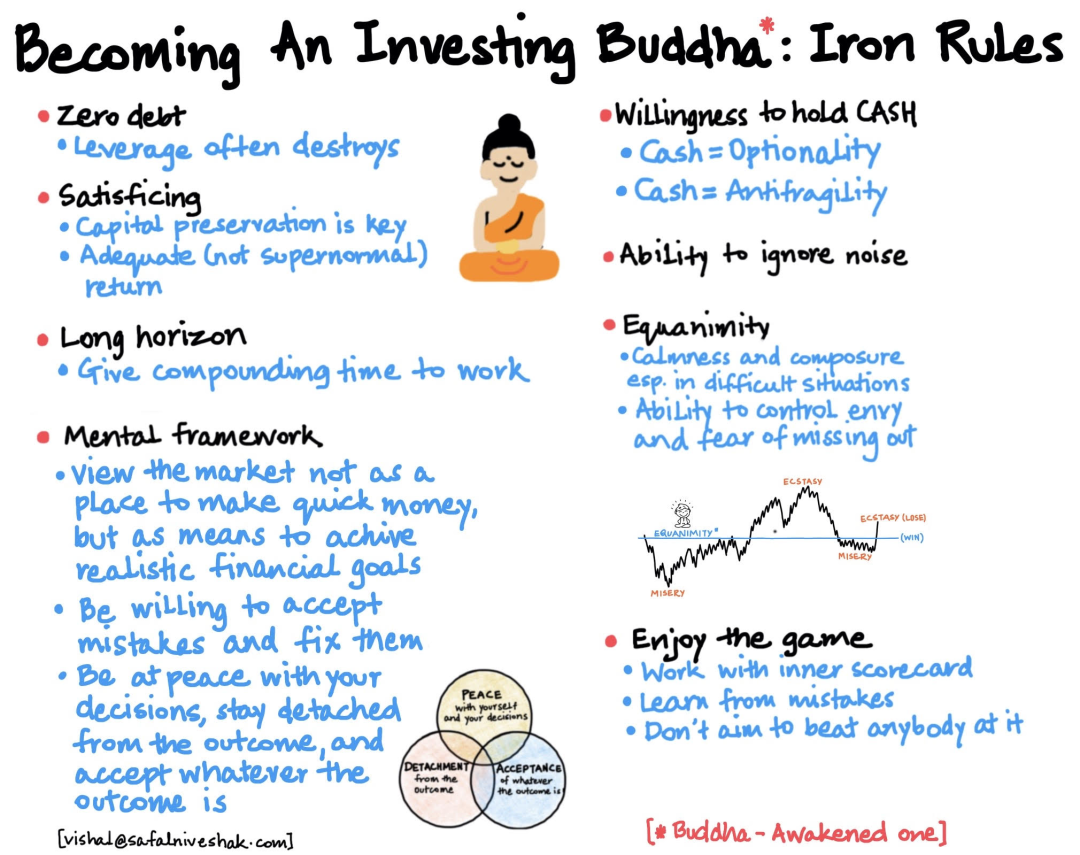 Becoming An Investing Buddha*: Iron Rules
• Zero debt
• Leverage often destroys
• Satisficing
• Capital preservation is key
• Adequate (not supernormal)
return
• Long horizon
• Give compounding time to work
• Mental framework
• View the market not as a
place to make quick money,
but as means to achive
realistic financial goals
• Be willing to accept
mistakes and fix them
• Be at peace with your
decisions, stay detached
from the outcome, and
accept whatever the
outcome is
PEACE
with yourself
and your decisions
DETACHMENT
from the
outcome
ACCEPTANCE
of whatever
the outcome is
[vishal@safalniveshak.com]
• Willingness to hold CASH
• Cash = Optionality
• Cash = Antifragility
• Ability to ignore noise
• Equanimity
• Calmness and composure
esp. in difficult situations
• Ability to control envy
and fear of missing out
ECSTASY
ECSTASY (LOSE)
EQUANIMITY*
(WIN)
MISERY
MISERY
• Enjoy the game
• Work with inner scorecard
• Learn from mistakes
• Don't aim to beat anybody at it
[* Buddha - Awakened one]